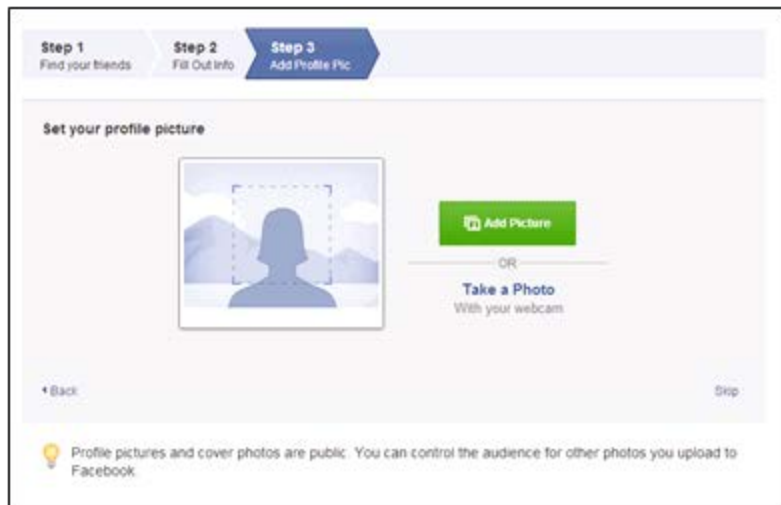 Step 1
Find your friends
Step 2
Fill Out Info
Step 3
Add Profile Pic
Set your profile picture
Add Picture
OR
Take a Photo
With your webcam
Back
Skip
Profile pictures and cover photos are public. You can control the audience for other photos you upload to
Facebook.